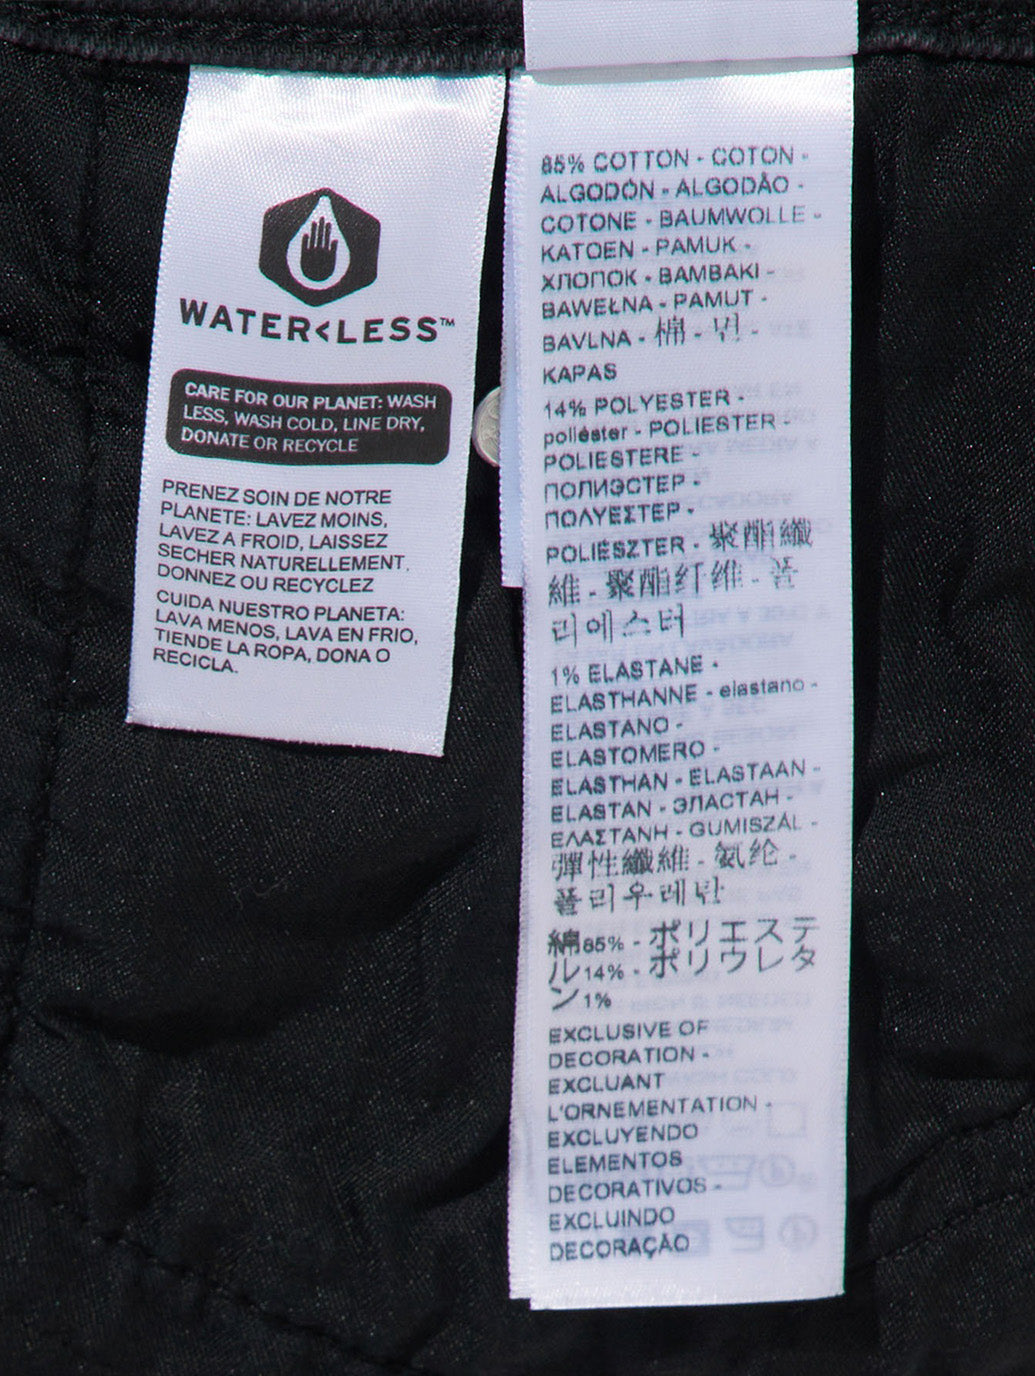 WATER<LESS™
CARE FOR OUR PLANET: WASH
LESS, WASH COLD, LINE DRY,
DONATE OR RECYCLE
PRENEZ SOIN DE NOTRE
PLANETE: LAVEZ MOINS,
LAVEZ A FROID, LAISSEZ
SECHER NATURELLEMENT.
DONNEZ OU RECYCLEZ
CUIDA NUESTRO PLANETA:
LAVA MENOS, LAVA EN FRIO,
TIENDE LA ROPA, DONA O
RECICLA.
85% COTTON - COTON -
ALGODÓN - ALGODÃO -
COTONE - BAUMWOLLE -
KATOEN - PAMUK -
ХЛОПОК - ΒΑΜΒΑΚΙ -
BAWEŁNA - PAMUT -
BAVLNA - 棉 - 면 -
KAPAS
14% POLYESTER -
poliéster - POLIESTER -
POLIESTERE -
ПОЛИЭСТЕР -
ΠΟΛΥΕΣΤΕΡ -
POLIÉSZTER - 聚酯纖
維 - 聚酯纤维 - 폴
리에스터
1% ELASTANE -
ELASTHANNE - elastano -
ELASTANO -
ELASTOMERO -
ELASTHAN - ELASTAAN -
ELASTAN - ЭЛАСТАН -
ΕΛΑΣΤΑΝΗ - GUMISZÁL -
彈性纖維 - 氨纶 -
폴리우레탄
綿85% - ポリエステ
ル14% - ポリウレタ
ン1%
EXCLUSIVE OF
DECORATION -
EXCLUANT
L'ORNEMENTATION -
EXCLUYENDO
ELEMENTOS
DECORATIVOS -
EXCLUINDO
DECORAÇÃO